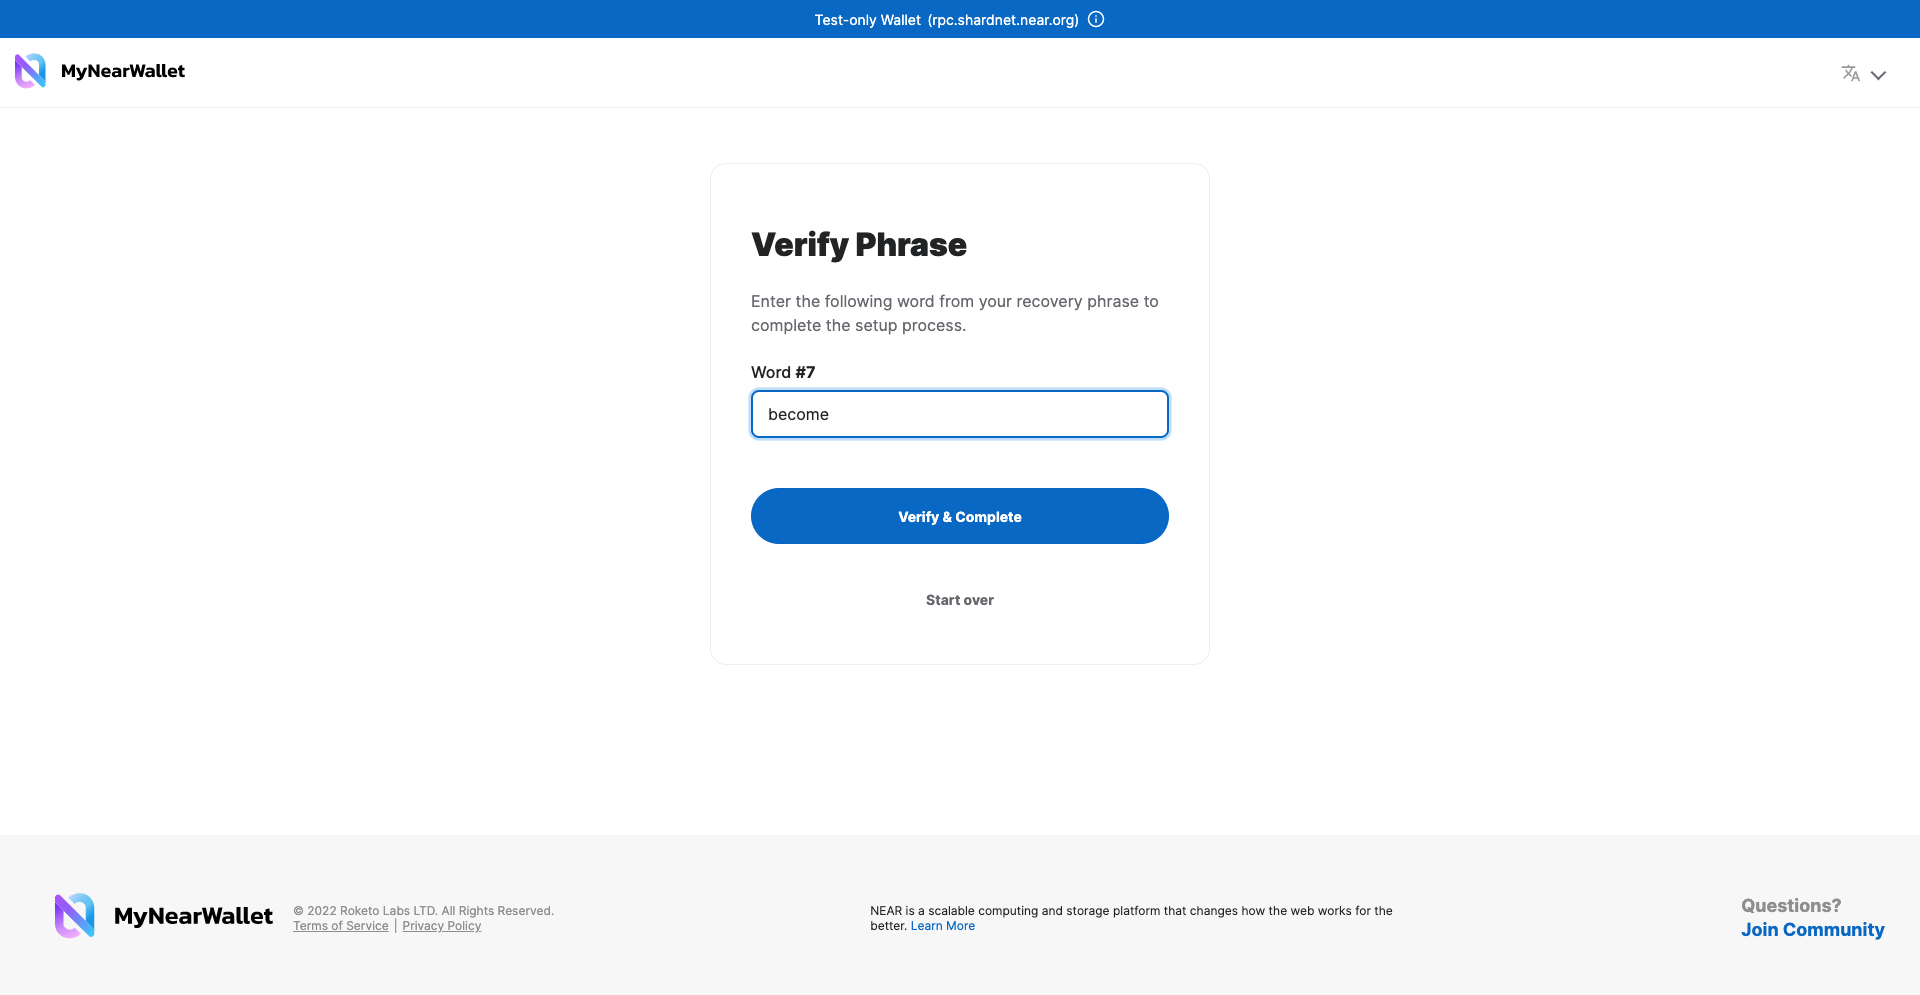 Test-only Wallet (rpc.shardnet.near.org)
MyNearWallet
Verify Phrase
Enter the following word from your recovery phrase to
complete the setup process.
Word #7
become
Verify & Complete
Start over
MyNearWallet
© 2022 Roketo Labs LTD. All Rights Reserved.
Terms of Service | Privacy Policy
NEAR is a scalable computing and storage platform that changes how the web works for the
better. Learn More
Questions?
Join Community